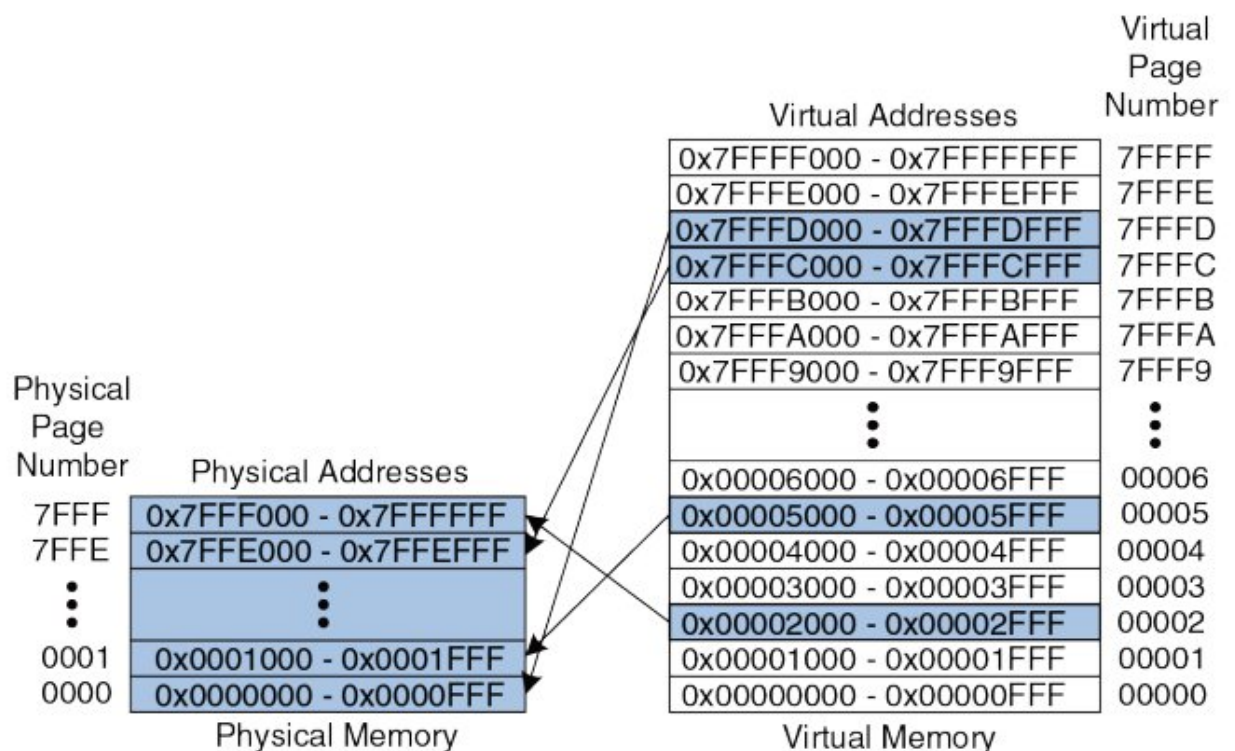 Virtual
Page
Number
Virtual Addresses
0x7FFFF000 - 0x7FFFFFFF 7FFFF
0x7FFFE000 - 0x7FFFEFFF 7FFFE
0x7FFFD000 - 0x7FFFDFFF 7FFFD
0x7FFFC000 - 0x7FFFCFFF 7FFFC
0x7FFFB000 - 0x7FFFBFFF 7FFFB
0x7FFFA000 - 0x7FFFAFFF 7FFFA
0x7FFF9000 - 0x7FFF9FFF 7FFF9
0x00006000 - 0x00006FFF 00006
0x00005000 - 0x00005FFF 00005
0x00004000 - 0x00004FFF 00004
0x00003000 - 0x00003FFF 00003
0x00002000 - 0x00002FFF 00002
0x00001000 - 0x00001FFF 00001
0x00000000 - 0x00000FFF 00000
Virtual Memory
Physical
Page
Number
Physical Addresses
7FFF 0x7FFF000 - 0x7FFFFFF
7FFE 0x7FFE000 - 0x7FFEFFF
0001 0x0001000 - 0x0001FFF
0000 0x0000000 - 0x0000FFF
Physical Memory